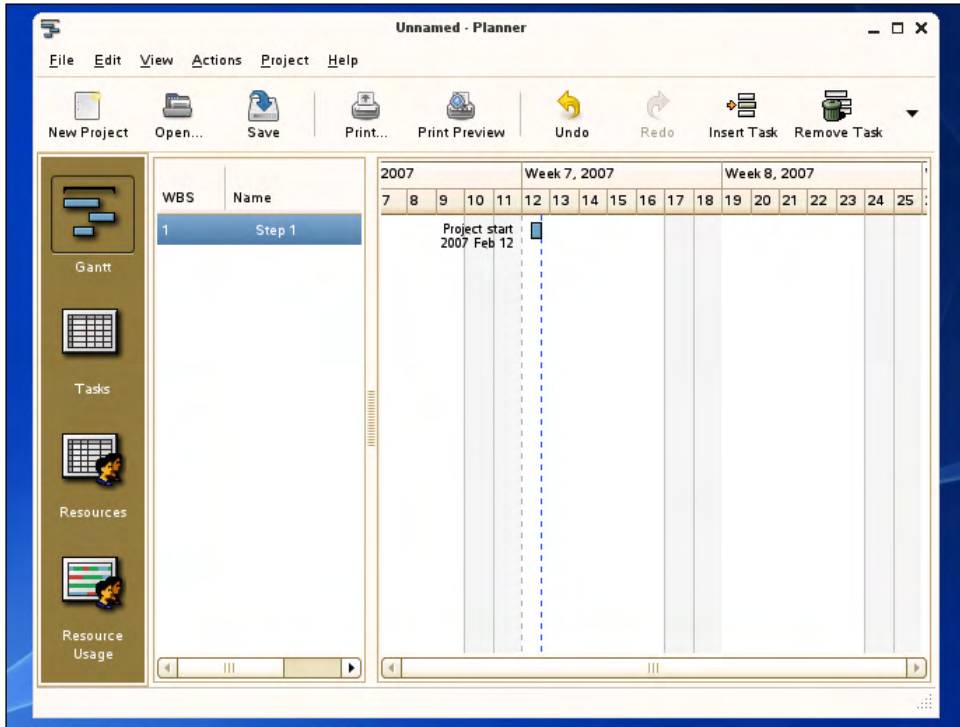 Unnamed - Planner
File Edit View Actions Project Help
New Project Open... Save Print... Print Preview Undo Redo Insert Task Remove Task
2007 Week 7, 2007 Week 8, 2007
WBS Name
7 8 9 10 11 12 13 14 15 16 17 18 19 20 21 22 23 24 25
1 Step 1
Project start
2007 Feb 12
Gantt
Tasks
Resources
Resource
Usage